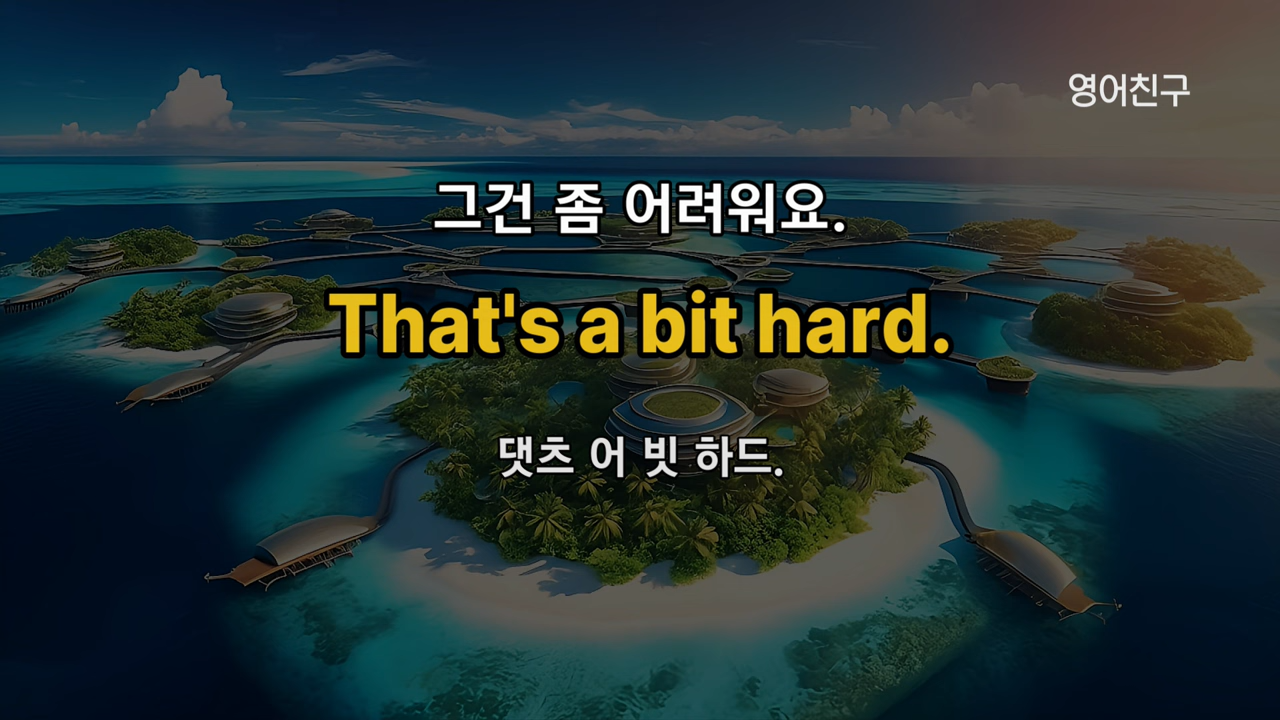 영어친구
그건 좀 어려워요.
That's a bit hard.
댓츠 어 빗 하드.